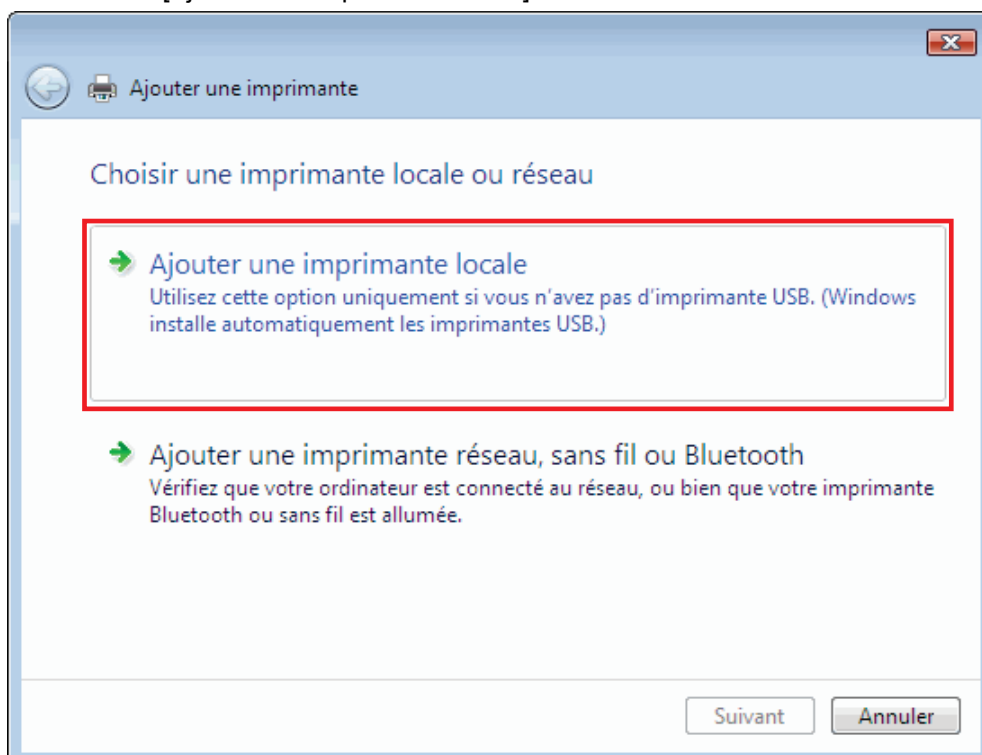 Ajouter une imprimante
Choisir une imprimante locale ou réseau
Ajouter une imprimante locale
Utilisez cette option uniquement si vous n’avez pas d’imprimante USB. (Windows
installe automatiquement les imprimantes USB.)
Ajouter une imprimante réseau, sans fil ou Bluetooth
Vérifiez que votre ordinateur est connecté au réseau, ou bien que votre imprimante
Bluetooth ou sans fil est allumée.
Suivant
Annuler